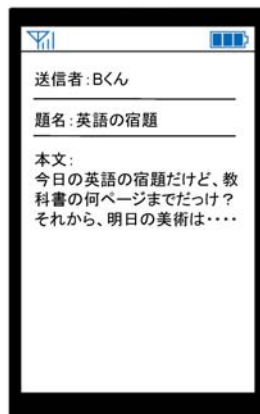 送信者:Bくん
題名:英語の宿題
本文:
今日の英語の宿題だけど、教
科書の何ページまでだっけ?
それから、明日の美術は‥‥